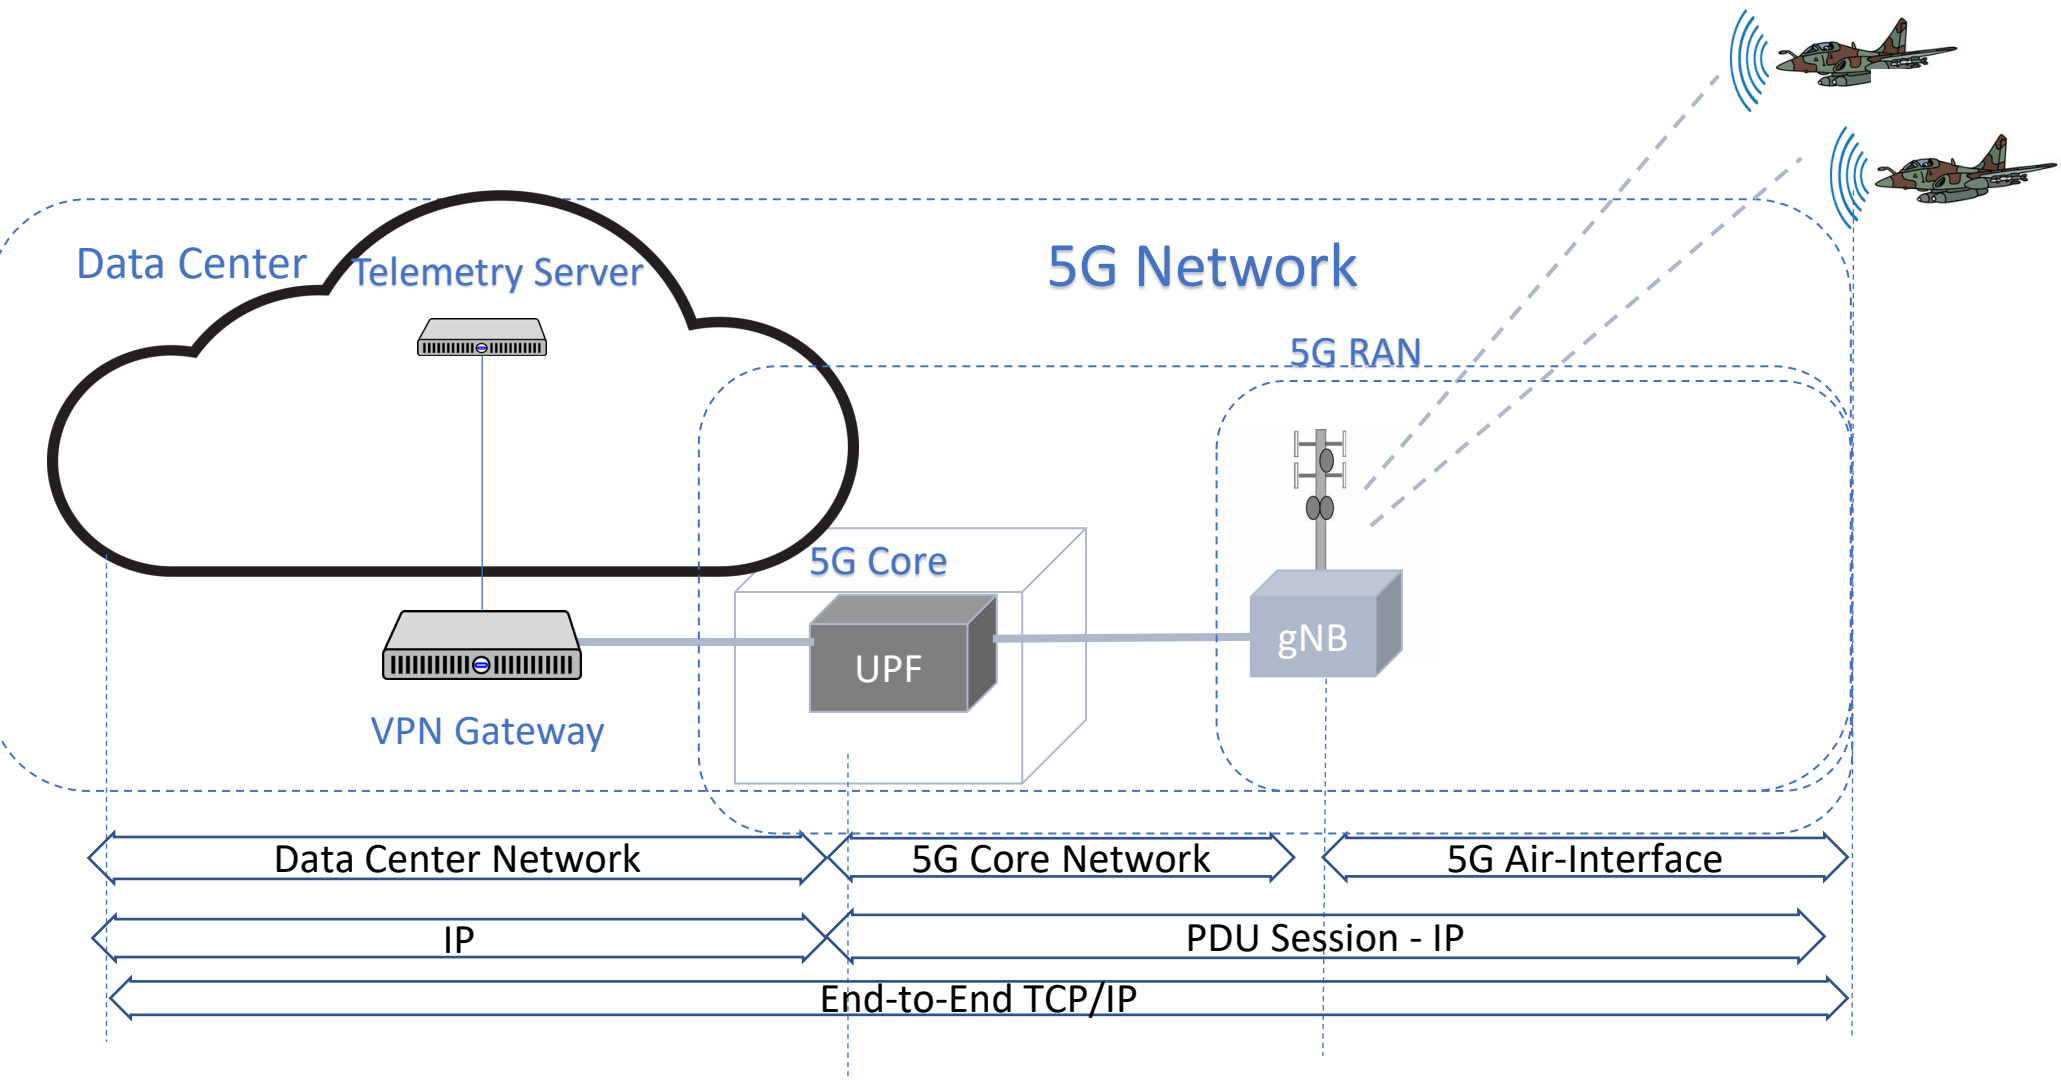 Data Center
Telemetry Server
5G Network
5G RAN
5G Core
UPF
gNB
VPN Gateway
Data Center Network
5G Core Network
5G Air-Interface
IP
PDU Session - IP
End-to-End TCP/IP